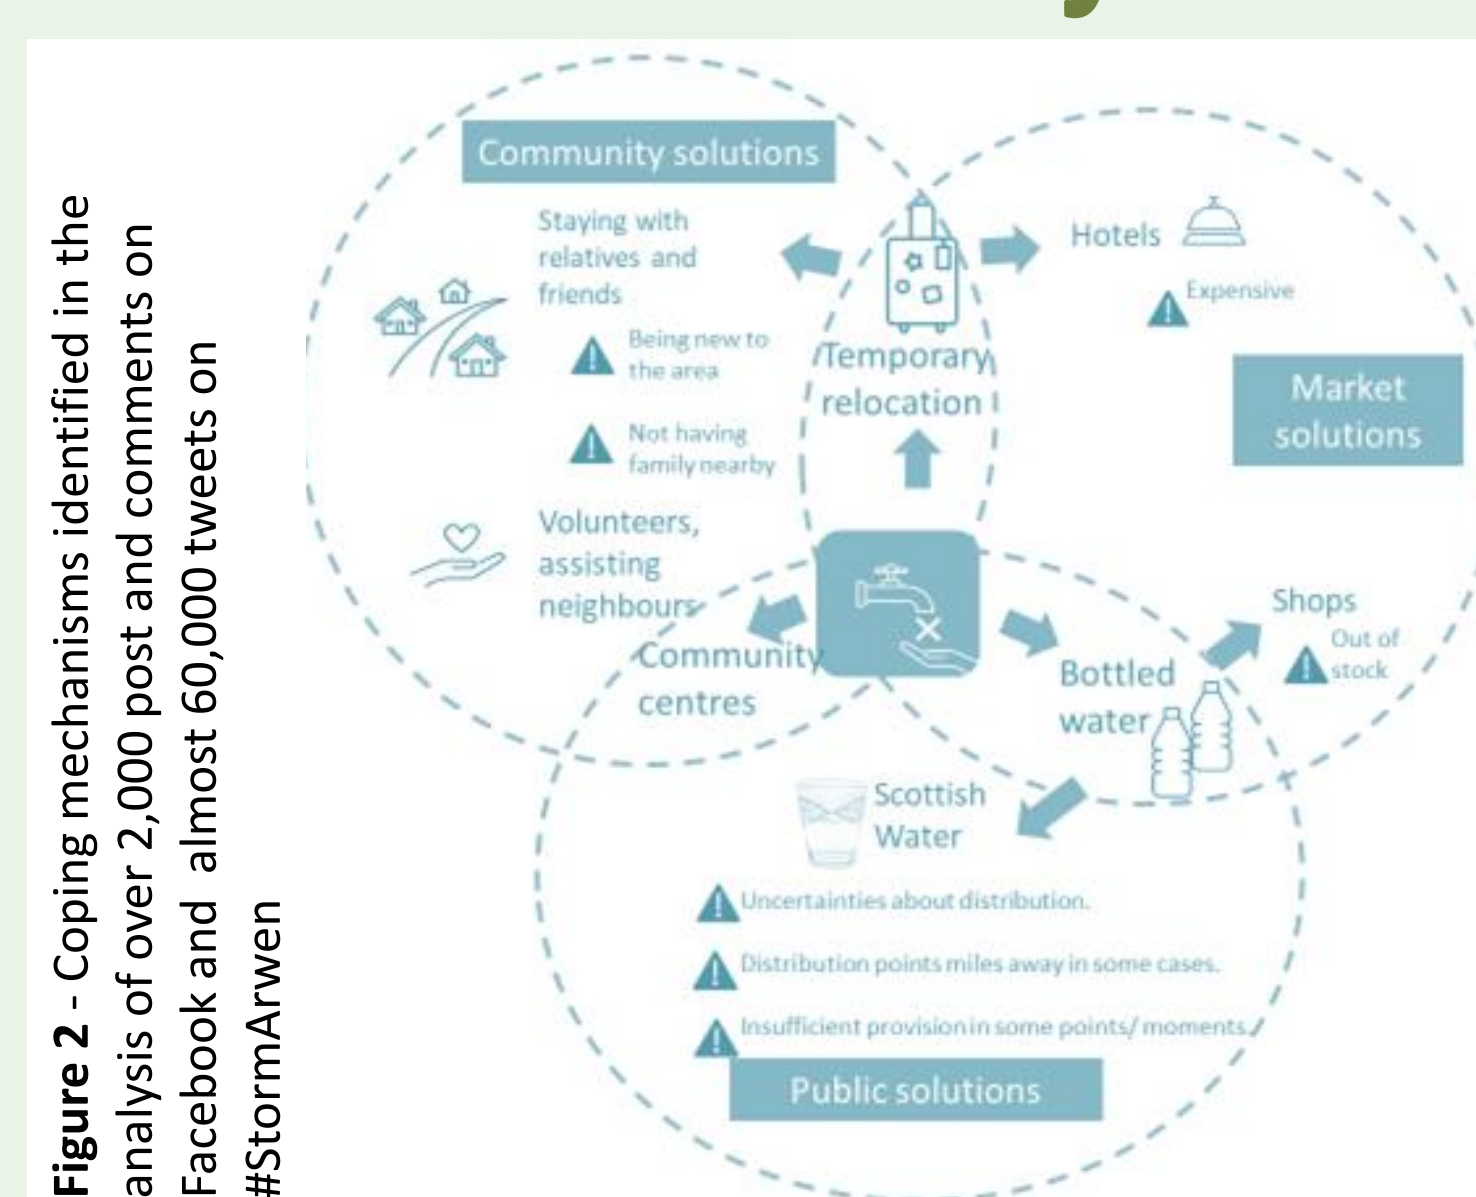 Figure 2 - Coping mechanisms identified in the
analysis of over 2,000 post and comments on
Facebook and almost 60,000 tweets on
#StormArwen
Community solutions
Staying with
relatives and
friends
Being new to
the area
Not having
family nearby
Volunteers,
assisting
neighbours
Temporary
relocation
Hotels
Expensive
Market
solutions
Community
centres
Bottled
water
Shops
Out of
stock
Scottish
Water
Uncertainties about distribution.
Distribution points miles away in some cases.
Insufficient provision in some points/ moments.
Public solutions